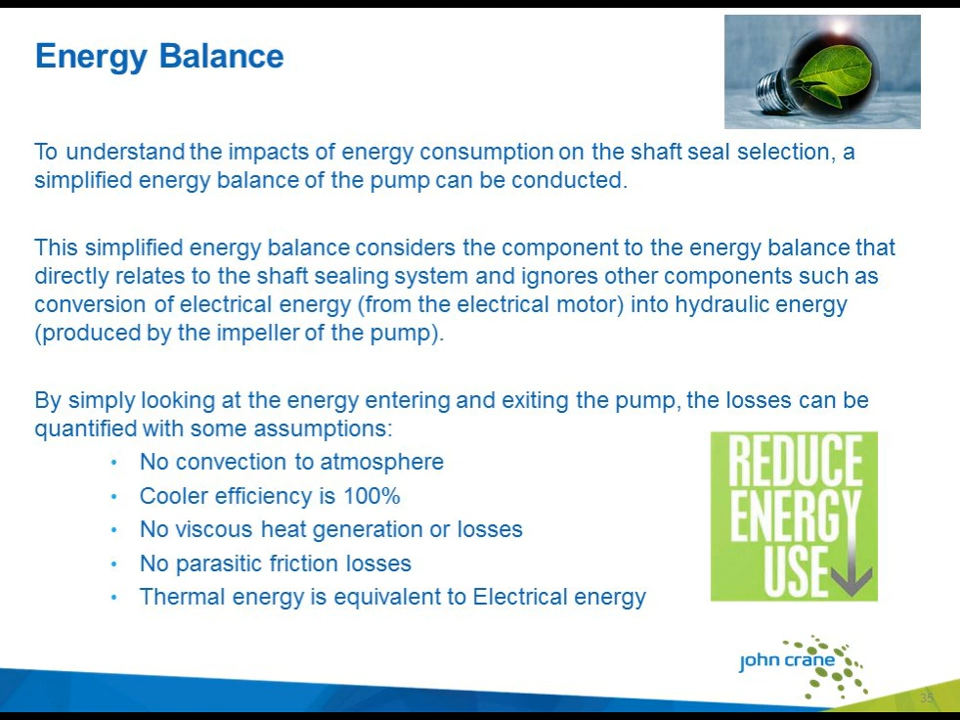 Energy Balance
To understand the impacts of energy consumption on the shaft seal selection, a
simplified energy balance of the pump can be conducted.
This simplified energy balance considers the component to the energy balance that
directly relates to the shaft sealing system and ignores other components such as
conversion of electrical energy (from the electrical motor) into hydraulic energy
(produced by the impeller of the pump).
By simply looking at the energy entering and exiting the pump, the losses can be
quantified with some assumptions:
• No convection to atmosphere
• Cooler efficiency is 100%
• No viscous heat generation or losses
• No parasitic friction losses
• Thermal energy is equivalent to Electrical energy
REDUCE
ENERGY
USE
john crane
35